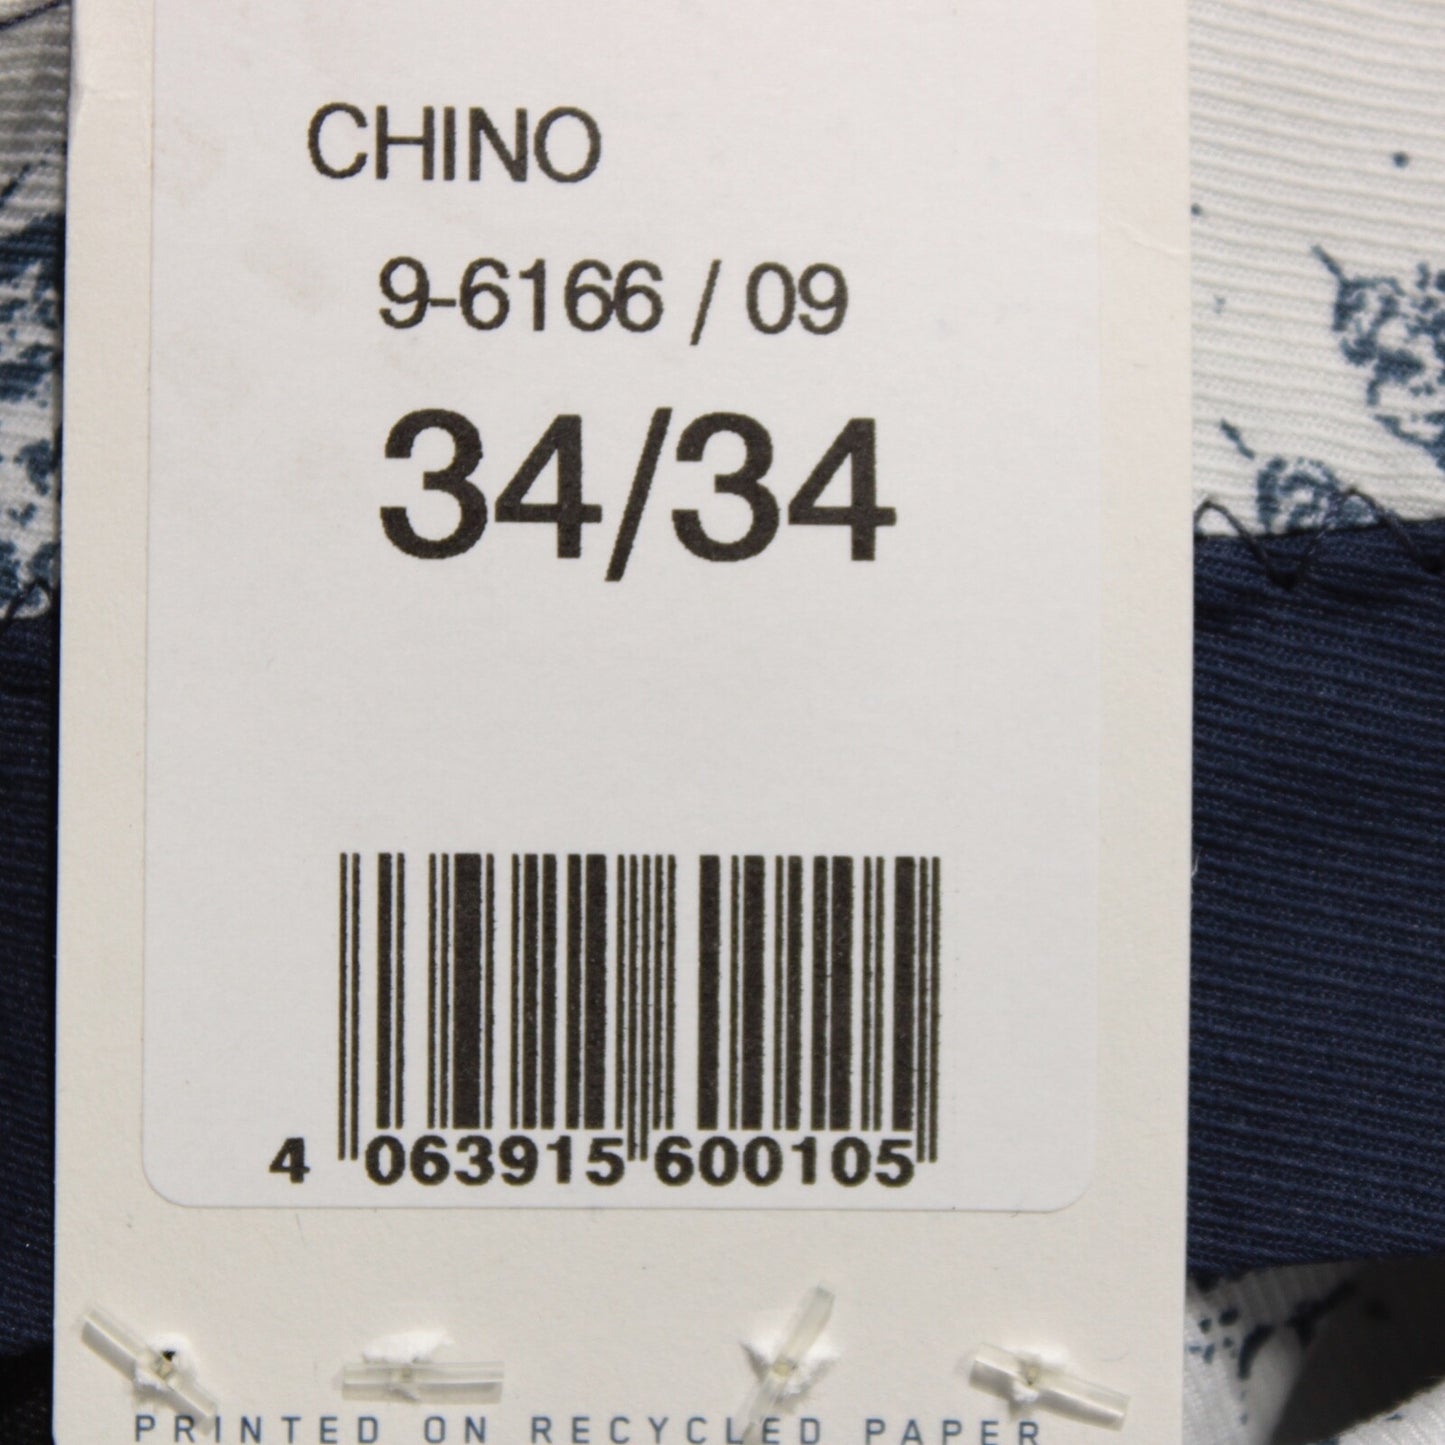 CHINO
9-6166 / 09
34/34
4 063915 600105
PRINTED ON RECYCLED PAPER